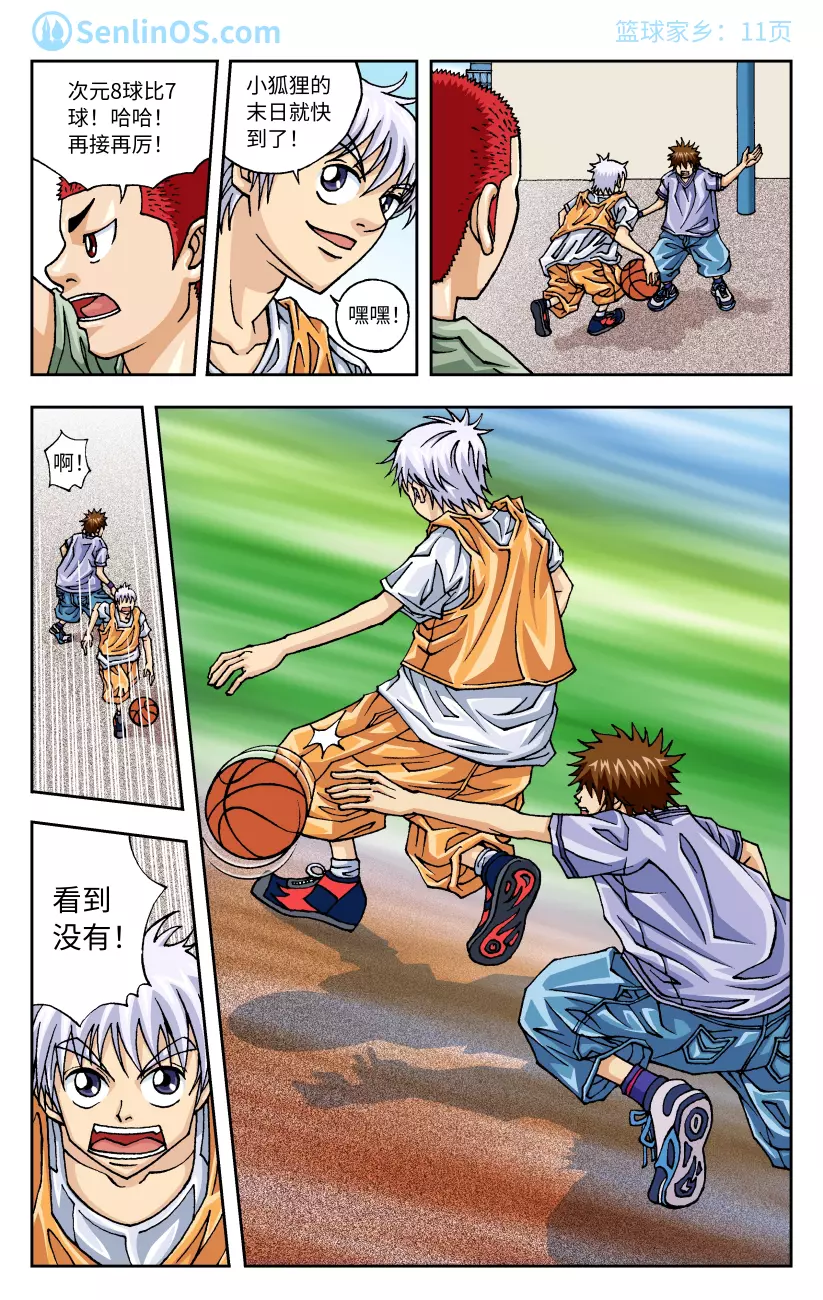 SenlinOS.com
篮球家乡：11页
次元8球比7
球！哈哈！
再接再厉！
小狐狸的
末日就快
到了！
嘿嘿！
啊！
看到
没有！